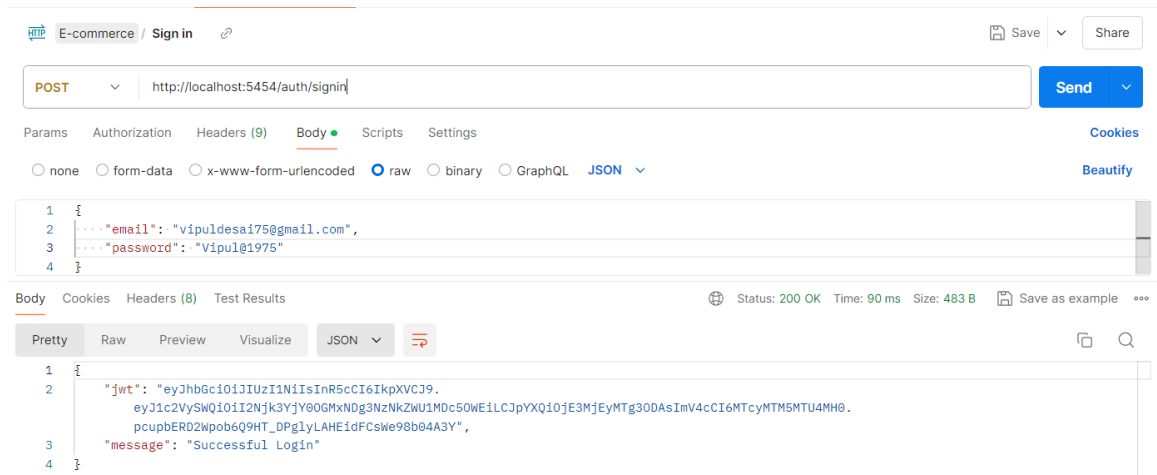 HTTP E-commerce / Sign in Save Share
POST http://localhost:5454/auth/signin Send
Params Authorization Headers (9) Body Scripts Settings Cookies
none form-data x-www-form-urlencoded raw binary GraphQL JSON Beautify
1 {
2 ····"email":·"vipuldesai75@gmail.com",
3 ····"password":·"Vipul@1975"
4 }
Body Cookies Headers (8) Test Results Status: 200 OK Time: 90 ms Size: 483 B Save as example
Pretty Raw Preview Visualize JSON
1 {
2 "jwt": "eyJhbGciOiJIUzI1NiIsInR5cCI6IkpXVCJ9.
eyJ1c2VySWQiOiI2Njk3YjY0OGMxNDg3NzNkZWU1MDc5OWEiLCJpYXQiOjE3MjEyMTg3ODAsImV4cCI6MTcyMTM5MTU4MH0.
pcupbERD2Wpob6Q9HT_DPglyLAHEidFCsWe98b04A3Y",
3 "message": "Successful Login"
4 }